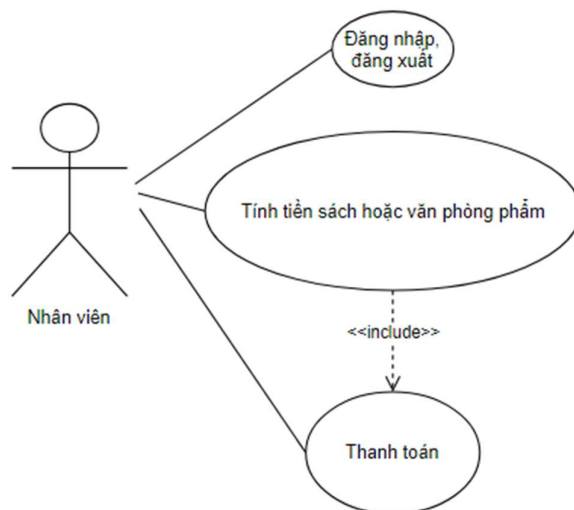 Đăng nhập,
đăng xuất
Tính tiền sách hoặc văn phòng phẩm
Nhân viên
<<include>>
Thanh toán